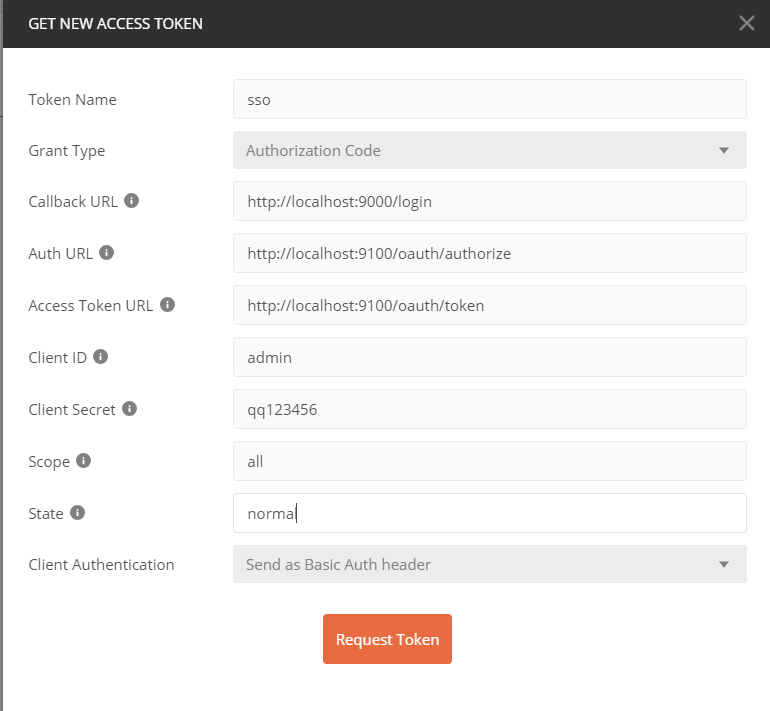 GET NEW ACCESS TOKEN
Token Name sso
Grant Type Authorization Code
Callback URL http://localhost:9000/login
Auth URL http://localhost:9100/oauth/authorize
Access Token URL http://localhost:9100/oauth/token
Client ID admin
Client Secret qq123456
Scope all
State normal
Client Authentication Send as Basic Auth header
Request Token